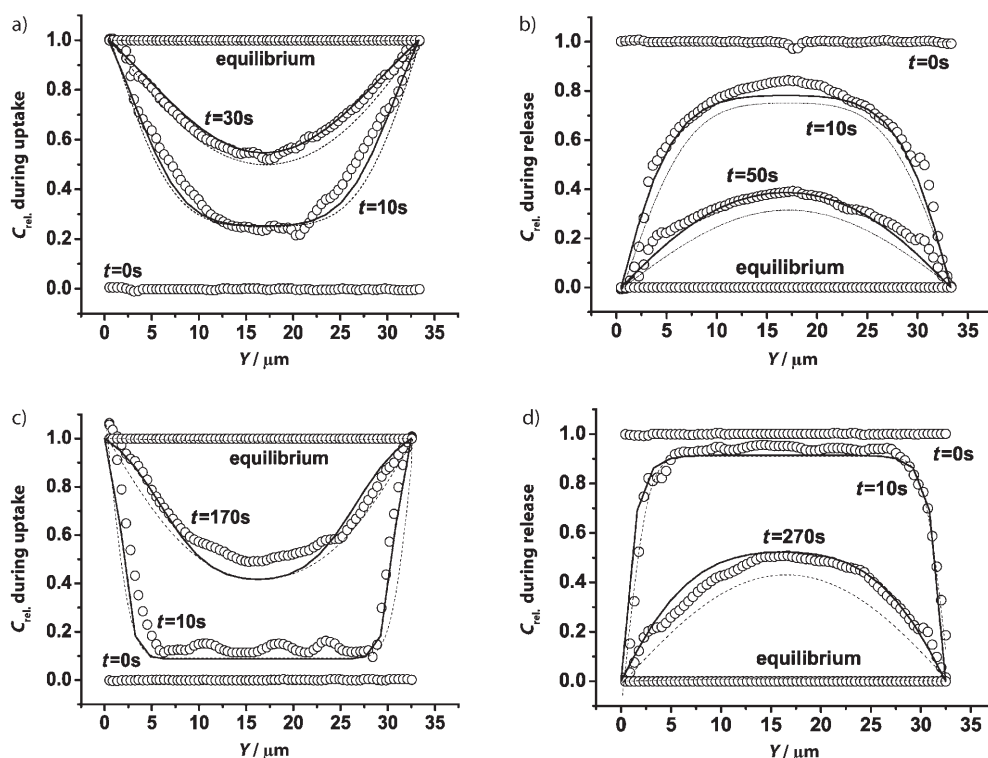 a)
C_rel. during uptake
1.0
0.8
0.6
0.4
0.2
0.0
equilibrium
t=30s
t=10s
t=0s
0 5 10 15 20 25 30 35
Y / µm
b)
C_rel. during release
1.0
0.8
0.6
0.4
0.2
0.0
t=0s
t=10s
t=50s
equilibrium
0 5 10 15 20 25 30 35
Y / µm
c)
C_rel. during uptake
1.0
0.8
0.6
0.4
0.2
0.0
equilibrium
t=170s
t=10s
t=0s
0 5 10 15 20 25 30 35
Y / µm
d)
C_rel. during release
1.0
0.8
0.6
0.4
0.2
0.0
t=0s
t=10s
t=270s
equilibrium
0 5 10 15 20 25 30 35
Y / µm